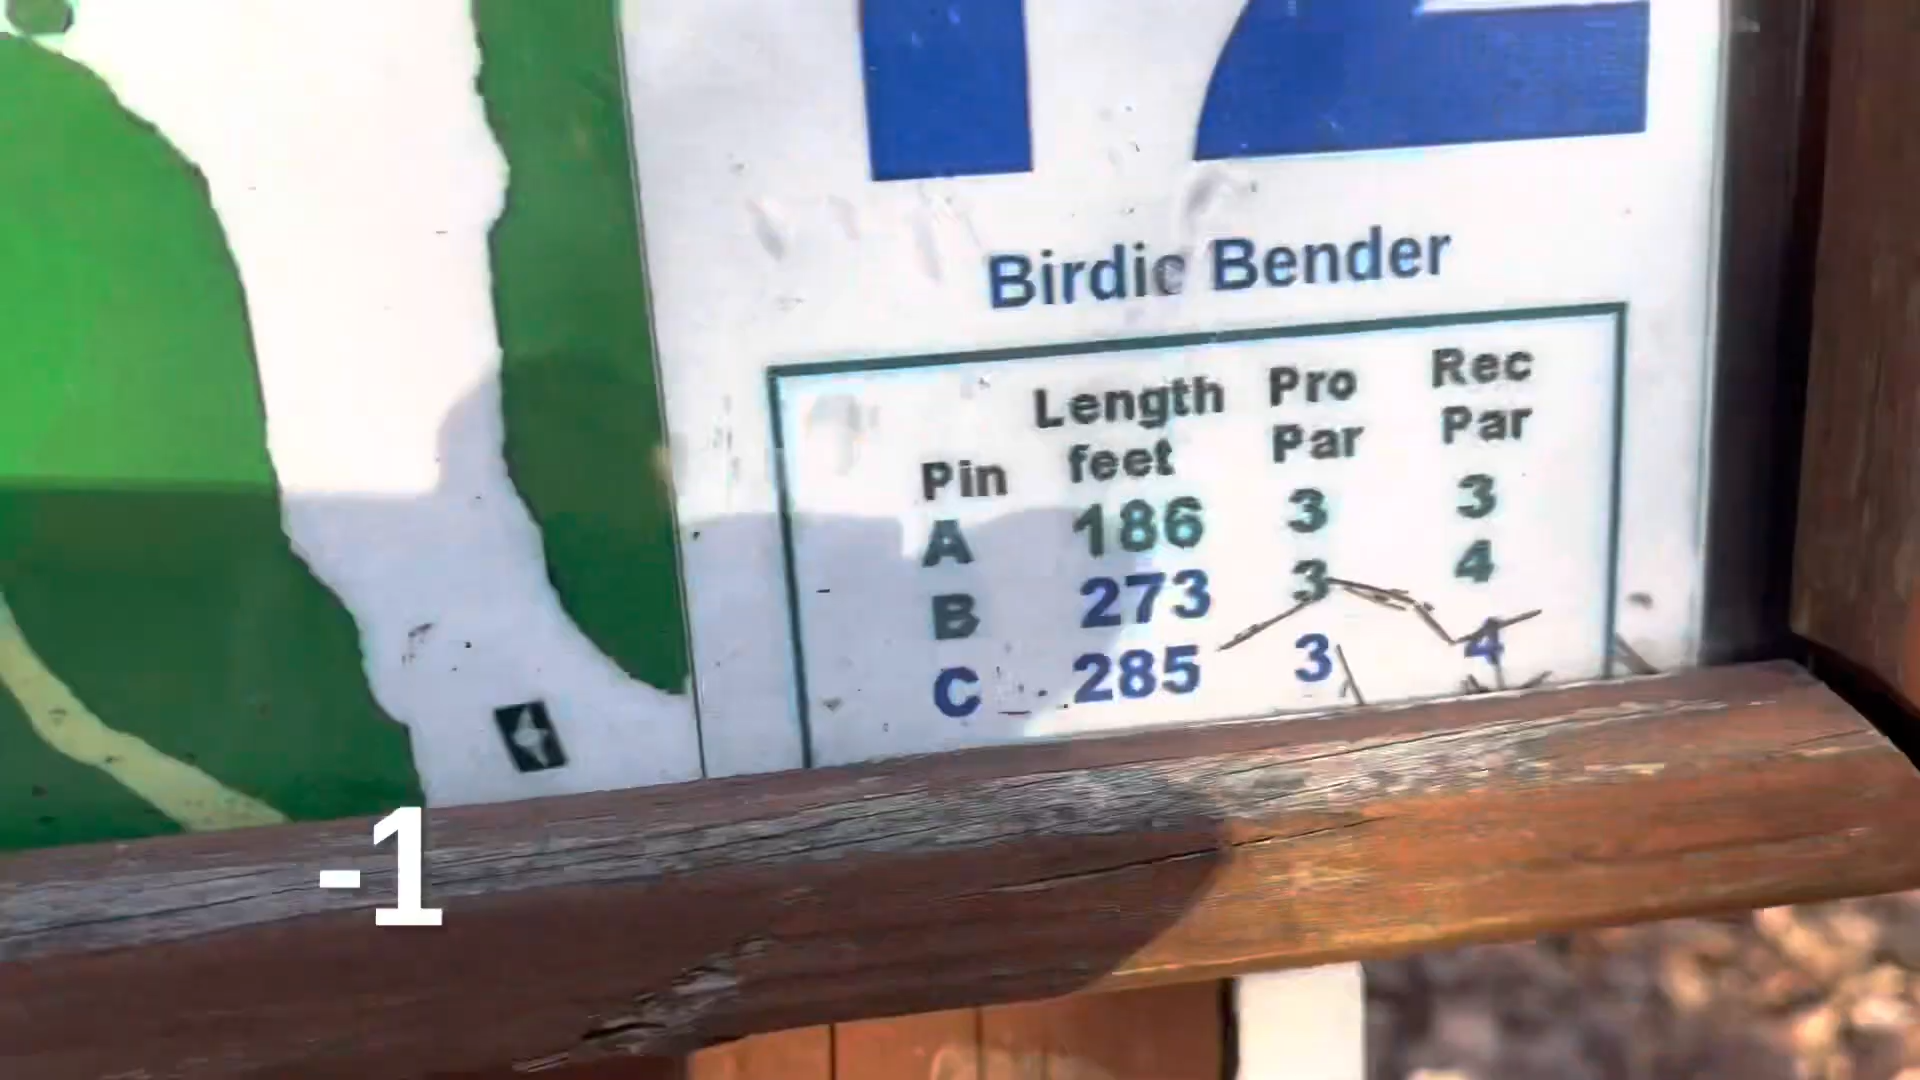 12
Birdie Bender
Length Pro Rec
Pin feet Par Par
A 186 3 3
B 273 3 4
C 285 3 4
-1